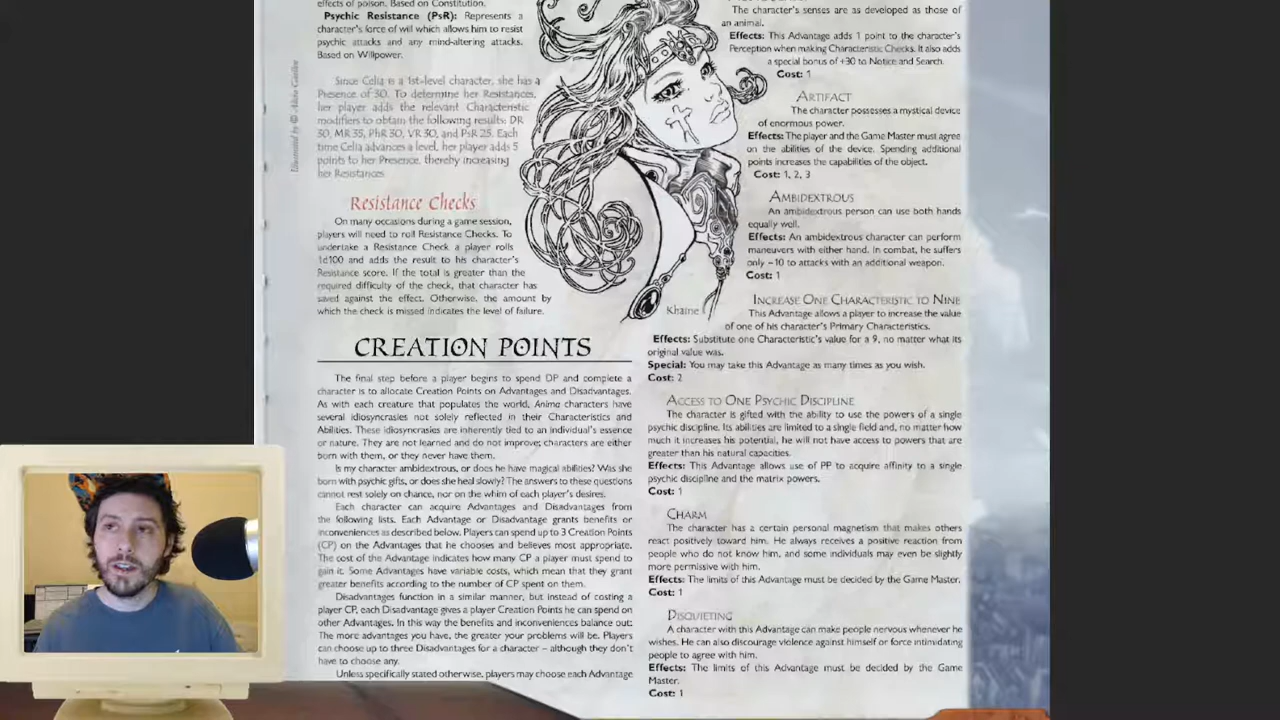 effects of poison. Based on Constitution.
Psychic Resistance (PsR): Represents a
character's force of will which allows him to resist
psychic attacks and any mind-altering attacks.
Based on Willpower.
Since Celia is a 1st-level character, she has a
Presence of 30. To determine her Resistances,
her player adds the relevant Characteristic
modifiers to obtain the following results: DR
30, MR 35, PhR 30, VR 30, and PsR 25. Each
time Celia advances a level, her player adds 5
points to her Presence, thereby increasing
her Resistances.
Resistance Checks
On many occasions during a game session,
players will need to roll Resistance Checks. To
undertake a Resistance Check a player rolls
1d100 and adds the result to his character's
Resistance score. If the total is greater than the
required difficulty of the check, that character has
saved against the effect. Otherwise, the amount by
which the check is missed indicates the level of failure.
Khaine
CREATION POINTS
The final step before a player begins to spend DP and complete a
character is to allocate Creation Points on Advantages and Disadvantages.
As with each creature that populates the world, Anima characters have
several idiosyncrasies not solely reflected in their Characteristics and
Abilities. These idiosyncrasies are inherently tied to an individual's essence
or nature. They are not learned and do not improve; characters are either
born with them, or they never have them.
Is my character ambidextrous, or does he have magical abilities? Was she
born with psychic gifts, or does she heal slowly? The answers to these questions
cannot rest solely on chance, nor on the whim of each player's desires.
Each character can acquire Advantages and Disadvantages from
the following lists. Each Advantage or Disadvantage grants benefits or
inconveniences as described below. Players can spend up to 3 Creation Points
(CP) on the Advantages that he chooses and believes most appropriate.
The cost of the Advantage indicates how many CP a player must spend to
gain it. Some Advantages have variable costs, which mean that they grant
greater benefits according to the number of CP spent on them.
Disadvantages function in a similar manner, but instead of costing a
player CP, each Disadvantage gives a player Creation Points he can spend on
other Advantages. In this way the benefits and inconveniences balance out:
The more advantages you have, the greater your problems will be. Players
can choose up to three Disadvantages for a character – although they don't
have to choose any.
Unless specifically stated otherwise, players may choose each Advantage
The character's senses are as developed as those of
an animal.
Effects: This Advantage adds 1 point to the character's
Perception when making Characteristic Checks. It also adds
a special bonus of +30 to Notice and Search.
Cost: 1
ARTIFACT
The character possesses a mystical device
of enormous power.
Effects: The player and the Game Master must agree
on the abilities of the device. Spending additional
points increases the capabilities of the object.
Cost: 1, 2, 3
AMBIDEXTROUS
An ambidextrous person can use both hands
equally well.
Effects: An ambidextrous character can perform
maneuvers with either hand. In combat, he suffers
only –10 to attacks with an additional weapon.
Cost: 1
INCREASE ONE CHARACTERISTIC TO NINE
This Advantage allows a player to increase the value
of one of his character's Primary Characteristics.
Effects: Substitute one Characteristic's value for a 9, no matter what its
original value was.
Special: You may take this Advantage as many times as you wish.
Cost: 2
ACCESS TO ONE PSYCHIC DISCIPLINE
The character is gifted with the ability to use the powers of a single
psychic discipline. Its abilities are limited to a single field and, no matter how
much it increases his potential, he will not have access to powers that are
greater than his natural capacities.
Effects: This Advantage allows use of PP to acquire affinity to a single
psychic discipline and the matrix powers.
Cost: 1
CHARM
The character has a certain personal magnetism that makes others
react positively toward him. He always receives a positive reaction from
people who do not know him, and some individuals may even be slightly
more permissive with him.
Effects: The limits of this Advantage must be decided by the Game Master.
Cost: 1
DISQUIETING
A character with this Advantage can make people nervous whenever he
wishes. He can also discourage violence against himself or force intimidating
people to agree with him.
Effects: The limits of this Advantage must be decided by the Game
Master.
Cost: 1